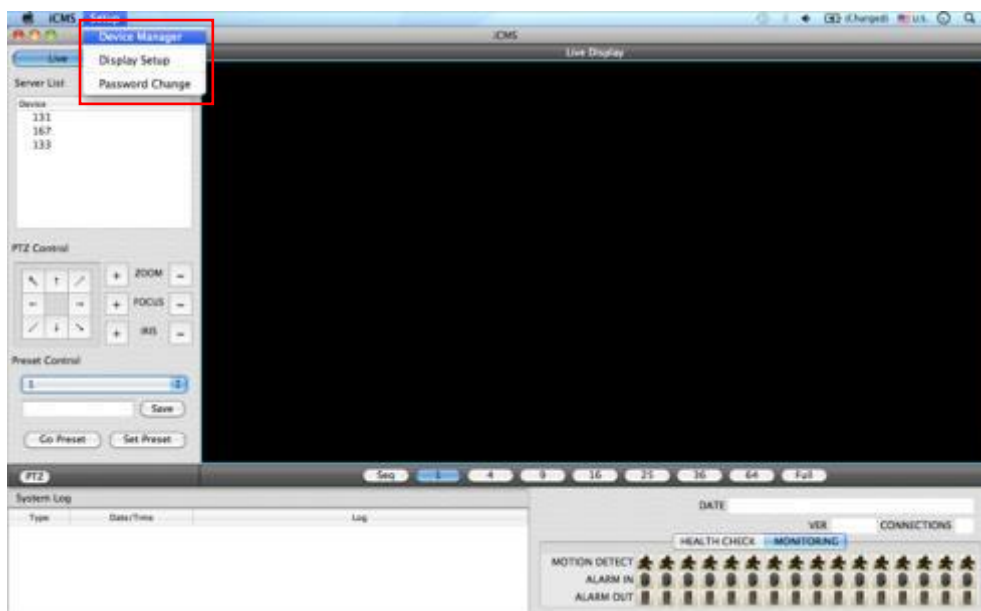 iCMS Setup (Charged) U.S.
iCMS
Device Manager
Display Setup
Password Change
Live
Live Display
Server List
Device
131
167
133
PTZ Control
+ ZOOM -
+ FOCUS -
+ IRIS -
Preset Control
1
Save
Go Preset Set Preset
PTZ Seq 1 4 9 16 25 36 64 Full
System Log
Type Date/Time Log
DATE
VER CONNECTIONS
HEALTH CHECK MONITORING
MOTION DETECT
ALARM IN
ALARM OUT